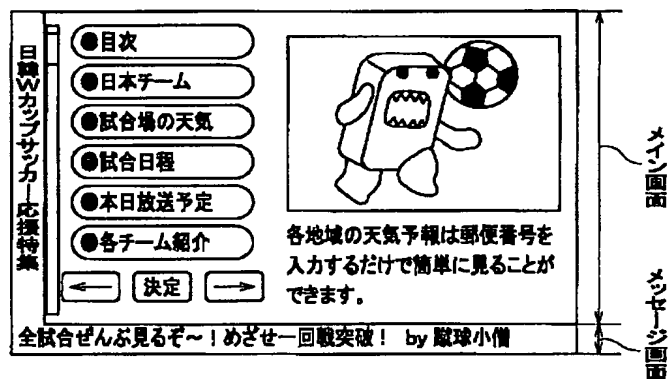 日韓Wカップサッカー応援特集
●目次
●日本チーム
●試合場の天気
●試合日程
●本日放送予定
●各チーム紹介
← 決定 →
各地域の天気予報は郵便番号を
入力するだけで簡単に見ることが
できます。
全試合ぜんぶ見るぞ～！めざせ一回戦突破！ by 蹴球小僧
メイン画面
メッセージ画面